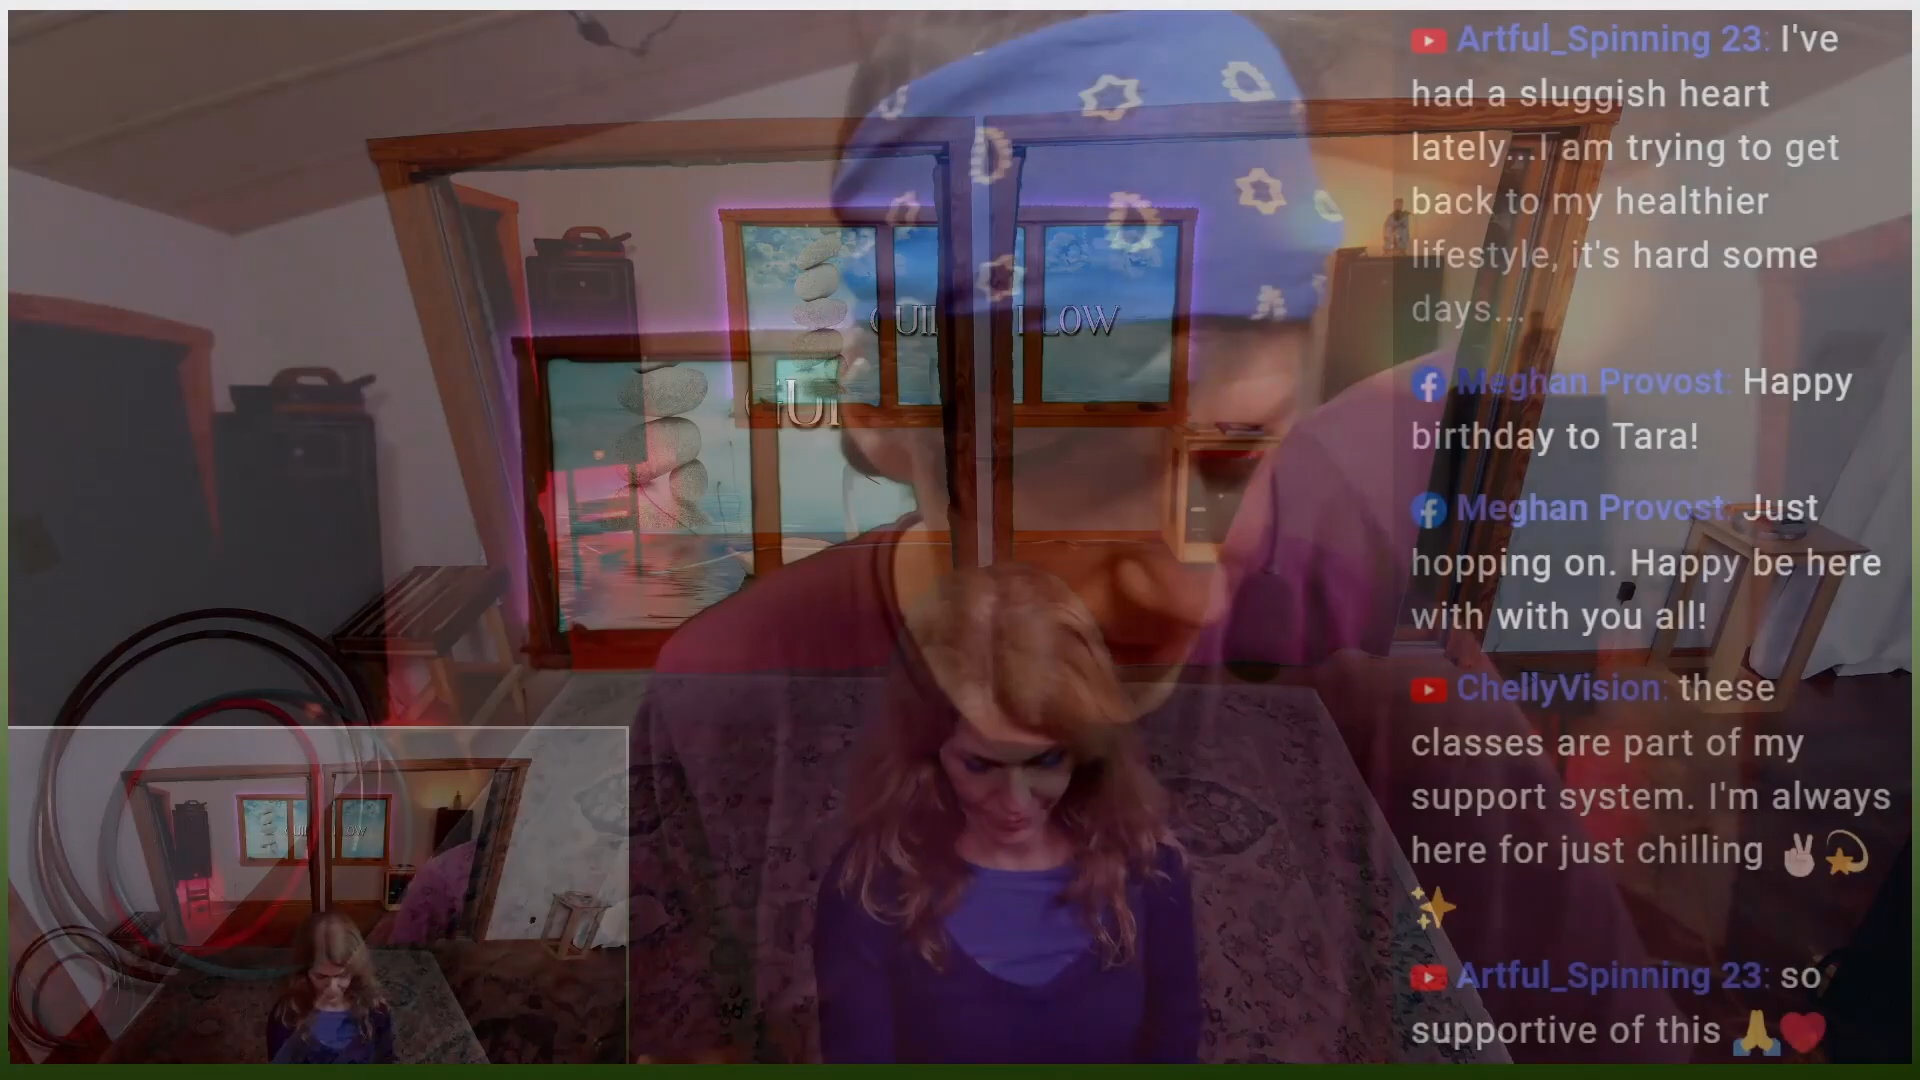 Artful_Spinning 23: I've
had a sluggish heart
lately...I am trying to get
back to my healthier
lifestyle, it's hard some
days...
Meghan Provost: Happy
birthday to Tara!
Meghan Provost: Just
hopping on. Happy be here
with with you all!
ChellyVision: these
classes are part of my
support system. I'm always
here for just chilling ✌🏻💫
✨
Artful_Spinning 23: so
supportive of this 🙏❤️